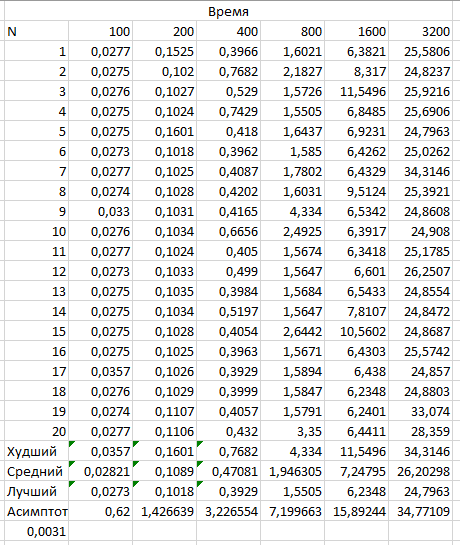 Время
N 100 200 400 800 1600 3200
1 0,0277 0,1525 0,3966 1,6021 6,3821 25,5806
2 0,0275 0,102 0,7682 2,1827 8,317 24,8237
3 0,0276 0,1027 0,529 1,5726 11,5496 25,9216
4 0,0275 0,1024 0,7429 1,5505 6,8485 25,6906
5 0,0275 0,1601 0,418 1,6437 6,9231 24,7963
6 0,0273 0,1018 0,3962 1,585 6,4262 25,0262
7 0,0277 0,1025 0,4087 1,7802 6,4329 34,3146
8 0,0274 0,1028 0,4202 1,6031 9,5124 25,3921
9 0,033 0,1031 0,4165 4,334 6,5342 24,8608
10 0,0276 0,1034 0,6656 2,4925 6,3917 24,908
11 0,0277 0,1024 0,405 1,5674 6,3418 25,1785
12 0,0273 0,1033 0,499 1,5647 6,601 26,2507
13 0,0275 0,1035 0,3984 1,5684 6,5433 24,8554
14 0,0275 0,1034 0,5197 1,5647 7,8107 24,8472
15 0,0275 0,1028 0,4054 2,6442 10,5602 24,8687
16 0,0275 0,1025 0,3963 1,5671 6,4303 25,5742
17 0,0357 0,1026 0,3929 1,5894 6,438 24,857
18 0,0276 0,1029 0,3999 1,5847 6,2348 24,8803
19 0,0274 0,1107 0,4057 1,5791 6,2401 33,074
20 0,0277 0,1106 0,432 3,35 6,4411 28,359
Худший 0,0357 0,1601 0,7682 4,334 11,5496 34,3146
Средний 0,02821 0,1089 0,47081 1,946305 7,24795 26,20298
Лучший 0,0273 0,1018 0,3929 1,5505 6,2348 24,7963
Асимптот 0,62 1,426639 3,226554 7,199663 15,89244 34,77109
0,0031